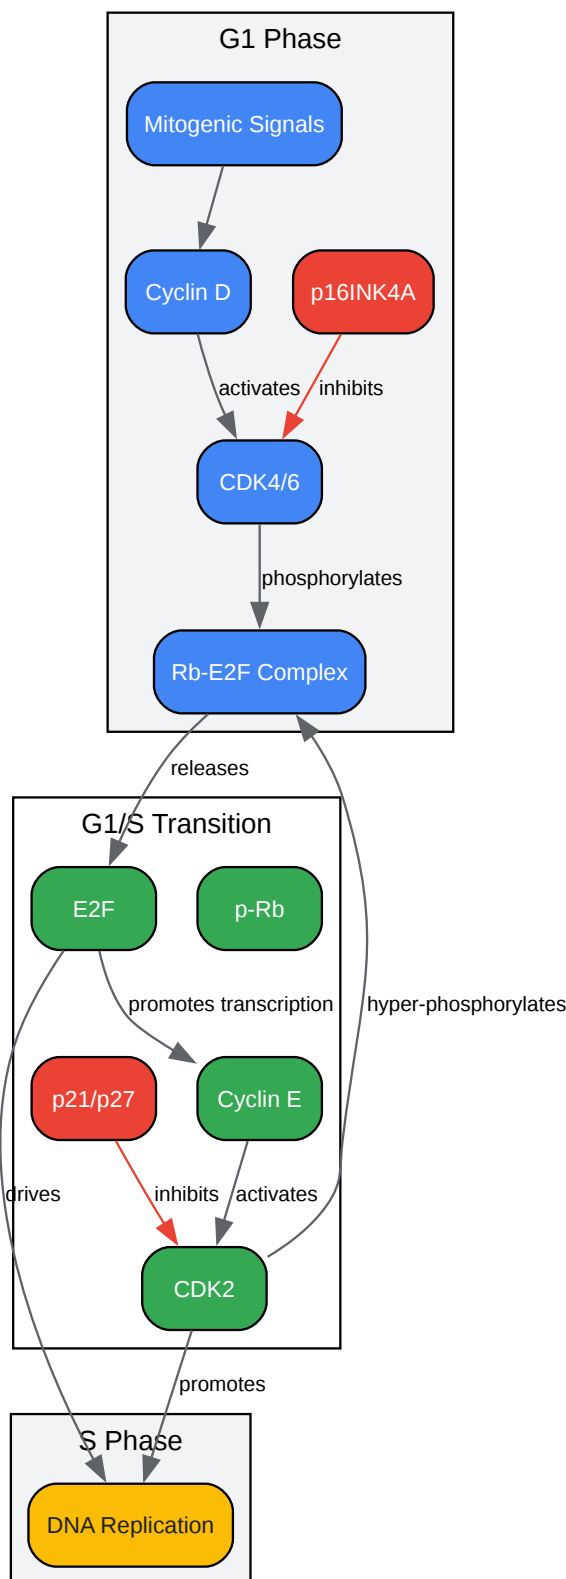 G1 Phase
Mitogenic Signals
Cyclin D
p16INK4A
activates
inhibits
CDK4/6
phosphorylates
Rb-E2F Complex
releases
G1/S Transition
E2F
p-Rb
promotes transcription
hyper-phosphorylates
p21/p27
Cyclin E
drives
inhibits
activates
CDK2
promotes
S Phase
DNA Replication